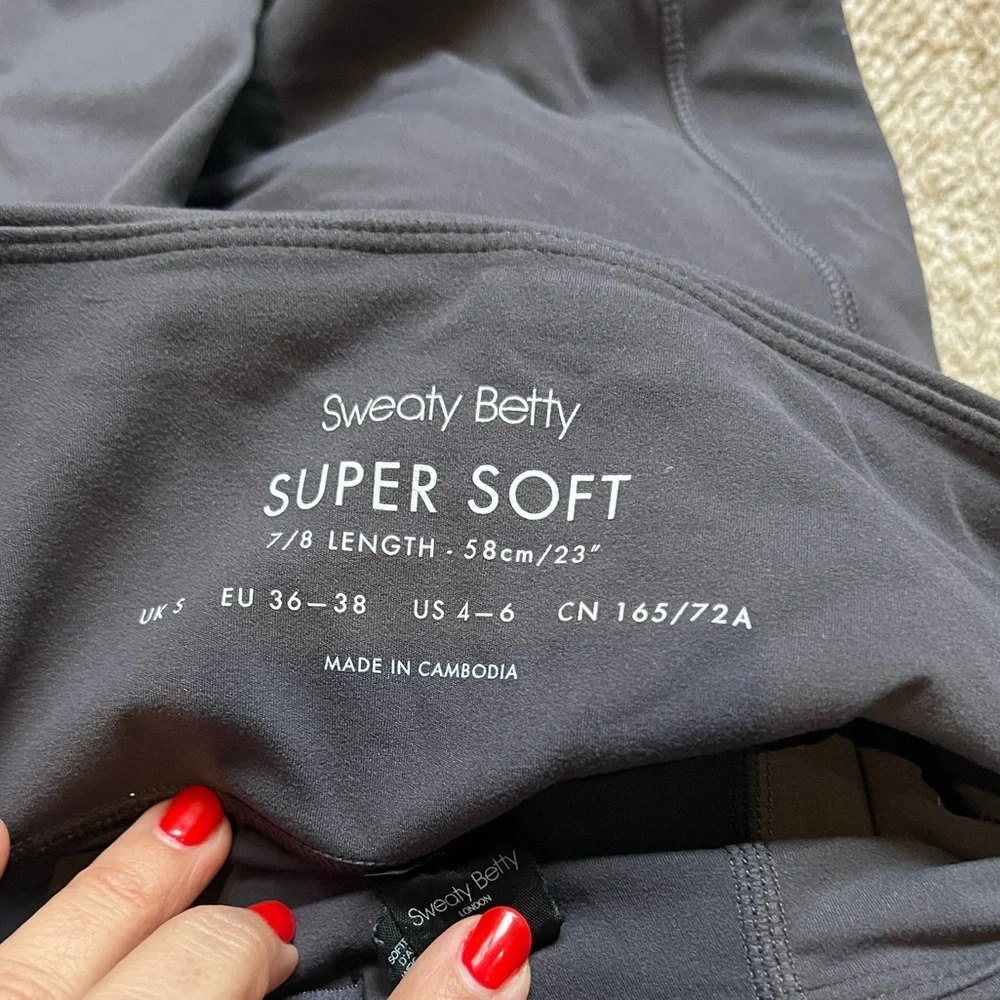 Sweaty Betty
SUPER SOFT
7/8 LENGTH - 58cm/23"
UK S EU 36–38 US 4–6 CN 165/72A
MADE IN CAMBODIA
Sweaty Betty
LONDON